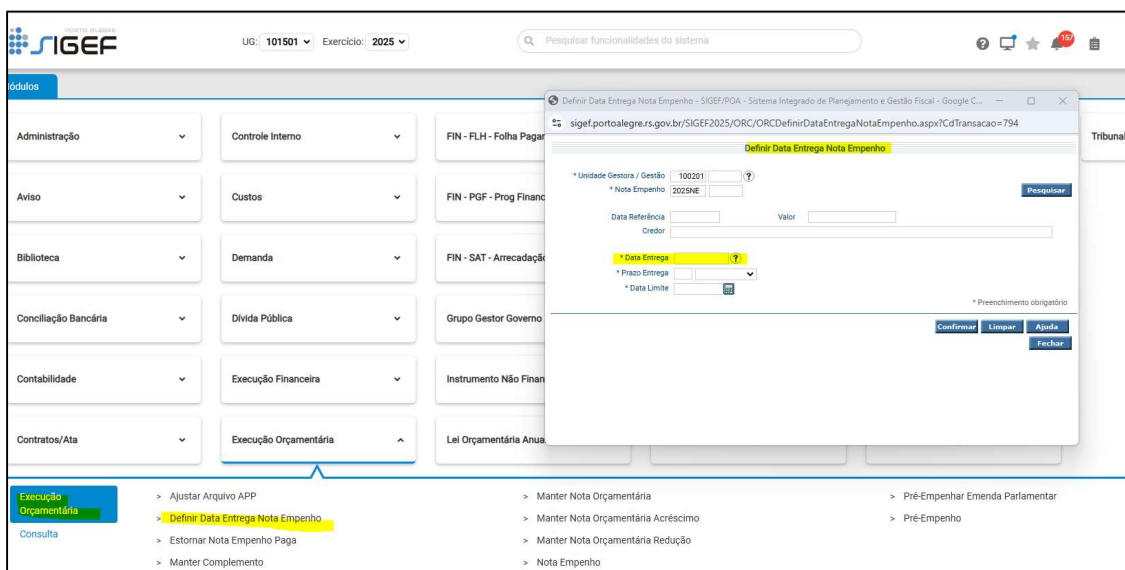 PORTO ALEGRE
SIGEF
UG: 101501 Exercício: 2025
Pesquisar funcionalidades do sistema
157
Módulos
Administração
Controle Interno
FIN - FLH - Folha Pagar
Tribunal
Aviso
Custos
FIN - PGF - Prog Financ
Biblioteca
Demanda
FIN - SAT - Arrecadaçã
Conciliação Bancária
Dívida Pública
Grupo Gestor Governo
Contabilidade
Execução Financeira
Instrumento Não Finan
Contratos/Ata
Execução Orçamentária
Lei Orçamentária Anua
Definir Data Entrega Nota Empenho - SIGEF/POA - Sistema Integrado de Planejamento e Gestão Fiscal - Google C...
sigef.portoalegre.rs.gov.br/SIGEF2025/ORC/ORCDefinirDataEntregaNotaEmpenho.aspx?CdTransacao=794
Definir Data Entrega Nota Empenho
* Unidade Gestora / Gestão 100201
* Nota Empenho 2025NE
Pesquisar
Data Referência Valor
Credor
* Data Entrega
* Prazo Entrega
* Data Limite
* Preenchimento obrigatório
Confirmar Limpar Ajuda
Fechar
Execução
Orçamentária
Consulta
> Ajustar Arquivo APP
> Definir Data Entrega Nota Empenho
> Estornar Nota Empenho Paga
> Manter Complemento
> Manter Nota Orçamentária
> Manter Nota Orçamentária Acréscimo
> Manter Nota Orçamentária Redução
> Nota Empenho
> Pré-Empenhar Emenda Parlamentar
> Pré-Empenho